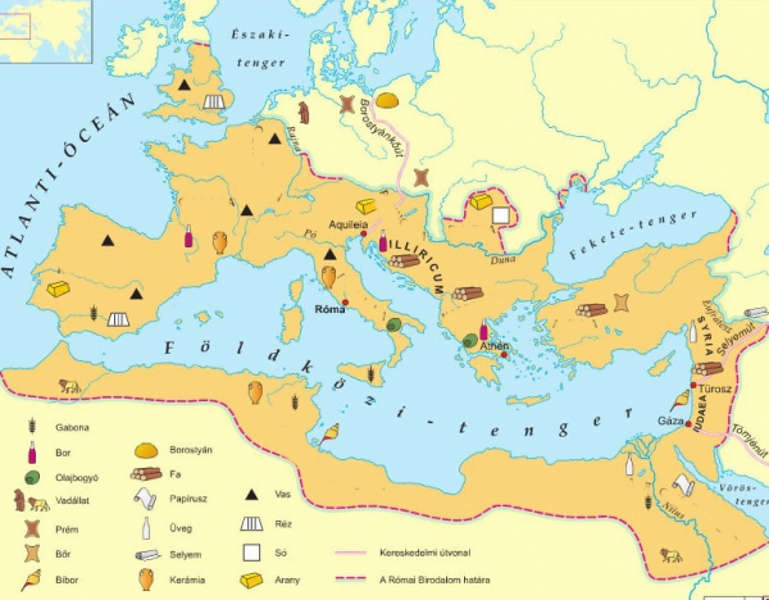 Északi-
tenger
ATLANTI-ÓCEÁN
Rajna
Borostyánkőút
Aquileia
Pó
ILLIRICUM
Duna
Fekete-tenger
Róma
Athén
Földközi-tenger
Eufrátesz
SYRIA
Selyemút
Türosz
IUDAEA
Gáza
Tömjénút
Vörös-
tenger
Nilus
Gabona
Bor
Olajbogyó
Vadállat
Prém
Bőr
Bíbor
Borostyán
Fa
Papírusz
Üveg
Selyem
Kerámia
Vas
Réz
Só
Arany
Kereskedelmi útvonal
A Római Birodalom határa